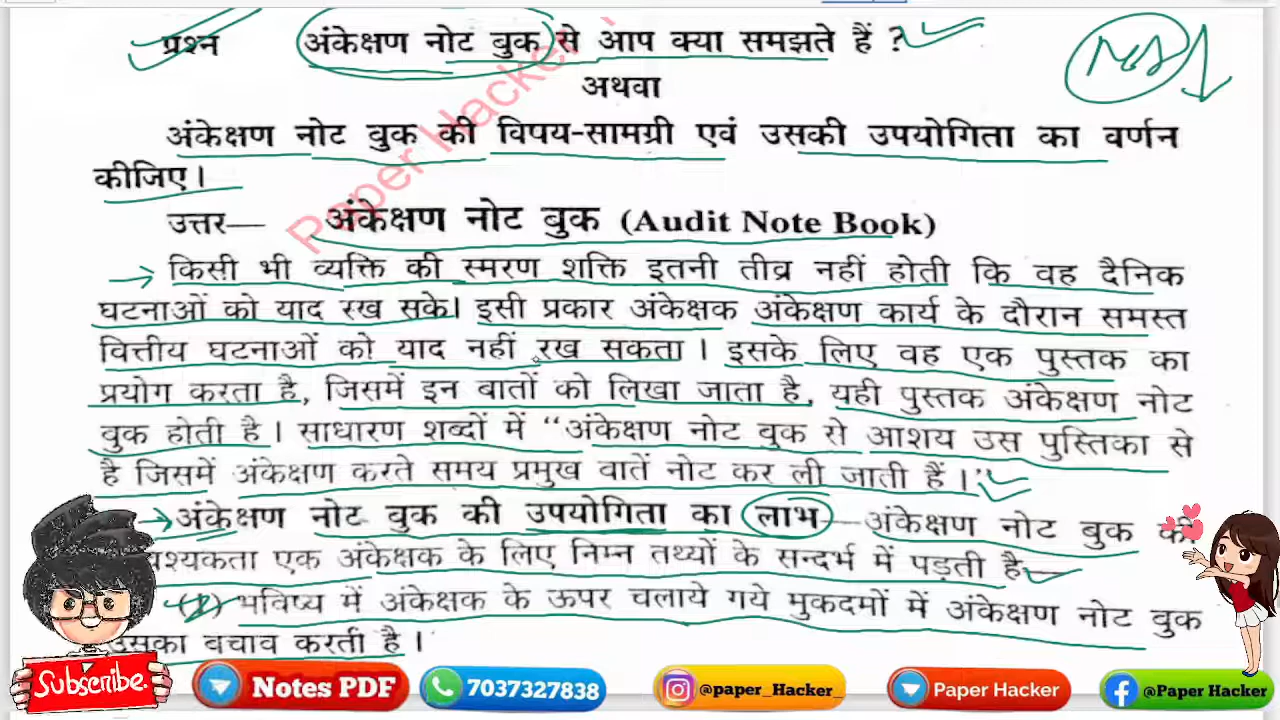 प्रश्न अंकेक्षण नोट बुक से आप क्या समझते हैं ?
अथवा
अंकेक्षण नोट बुक की विषय-सामग्री एवं उसकी उपयोगिता का वर्णन
कीजिए।
उत्तर— अंकेक्षण नोट बुक (Audit Note Book)
किसी भी व्यक्ति की स्मरण शक्ति इतनी तीव्र नहीं होती कि वह दैनिक
घटनाओं को याद रख सके। इसी प्रकार अंकेक्षक अंकेक्षण कार्य के दौरान समस्त
वित्तीय घटनाओं को याद नहीं रख सकता। इसके लिए वह एक पुस्तक का
प्रयोग करता है, जिसमें इन बातों को लिखा जाता है, यही पुस्तक अंकेक्षण नोट
बुक होती है। साधारण शब्दों में “अंकेक्षण नोट बुक से आशय उस पुस्तिका से
है जिसमें अंकेक्षण करते समय प्रमुख बातें नोट कर ली जाती हैं।”
अंकेक्षण नोट बुक की उपयोगिता का लाभ— अंकेक्षण नोट बुक की
श्यकता एक अंकेक्षक के लिए निम्न तथ्यों के सन्दर्भ में पड़ती है—
(1) भविष्य में अंकेक्षक के ऊपर चलाये गये मुकदमों में अंकेक्षण नोट बुक
उसका बचाव करती है।
Paper Hacker
Subscribe.
Notes PDF
7037327838
@paper_Hacker_
Paper Hacker
@Paper Hacker